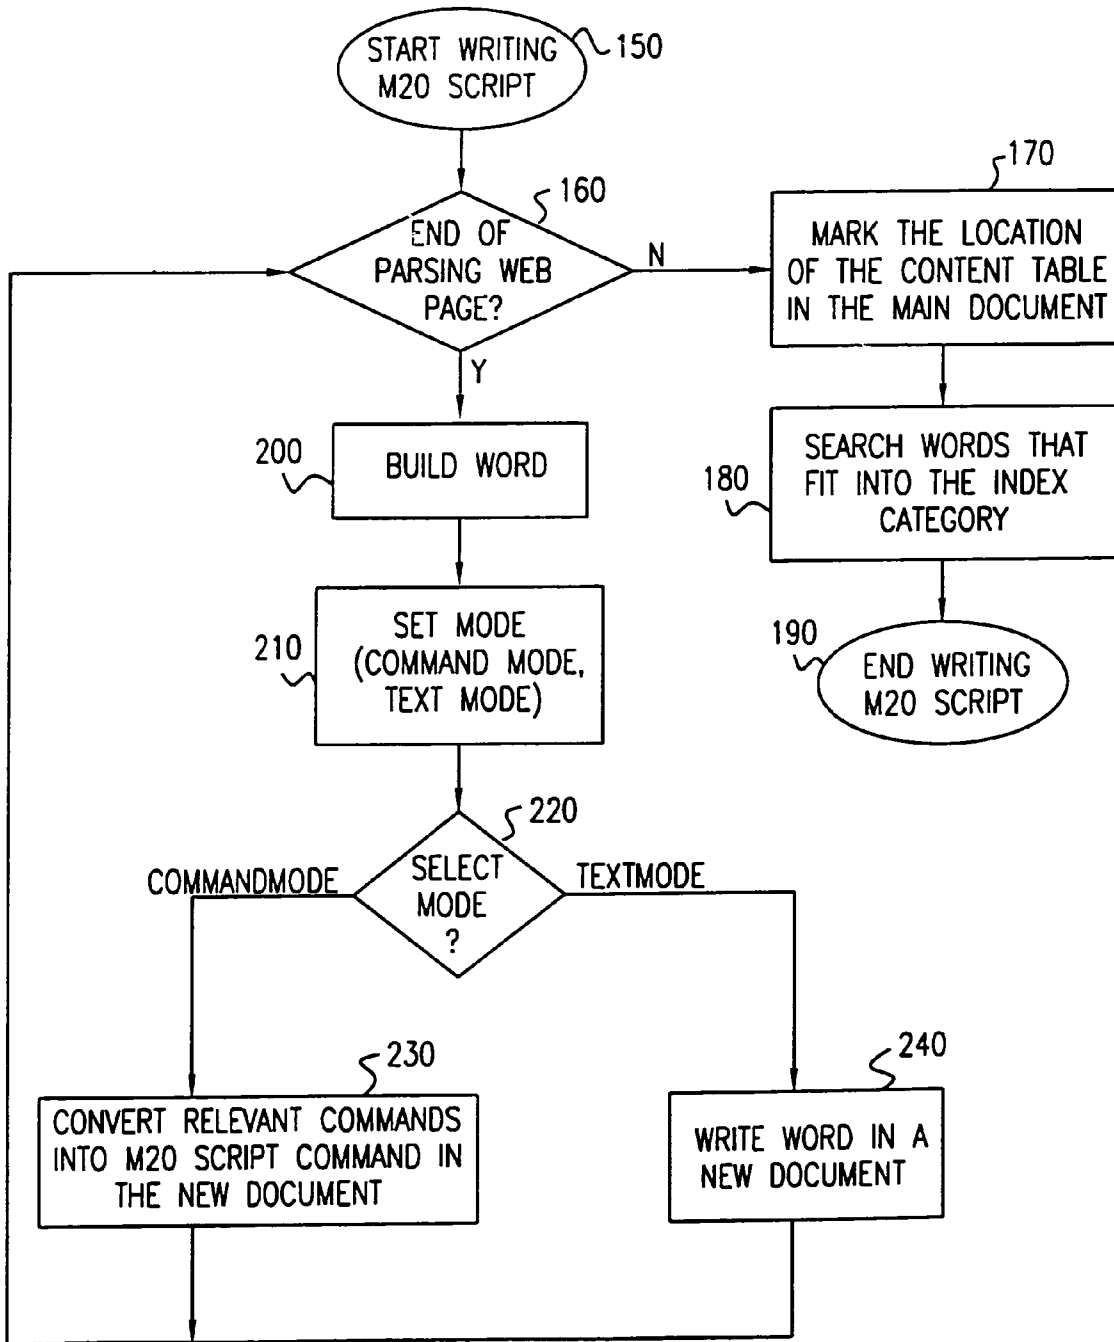 START WRITING
M20 SCRIPT
150
160
END OF
PARSING WEB
PAGE?
N
Y
170
MARK THE LOCATION
OF THE CONTENT TABLE
IN THE MAIN DOCUMENT
200
BUILD WORD
180
SEARCH WORDS THAT
FIT INTO THE INDEX
CATEGORY
210
SET MODE
(COMMAND MODE,
TEXT MODE)
190
END WRITING
M20 SCRIPT
220
SELECT
MODE
?
COMMANDMODE
TEXTMODE
230
CONVERT RELEVANT COMMANDS
INTO M20 SCRIPT COMMAND IN
THE NEW DOCUMENT
240
WRITE WORD IN A
NEW DOCUMENT